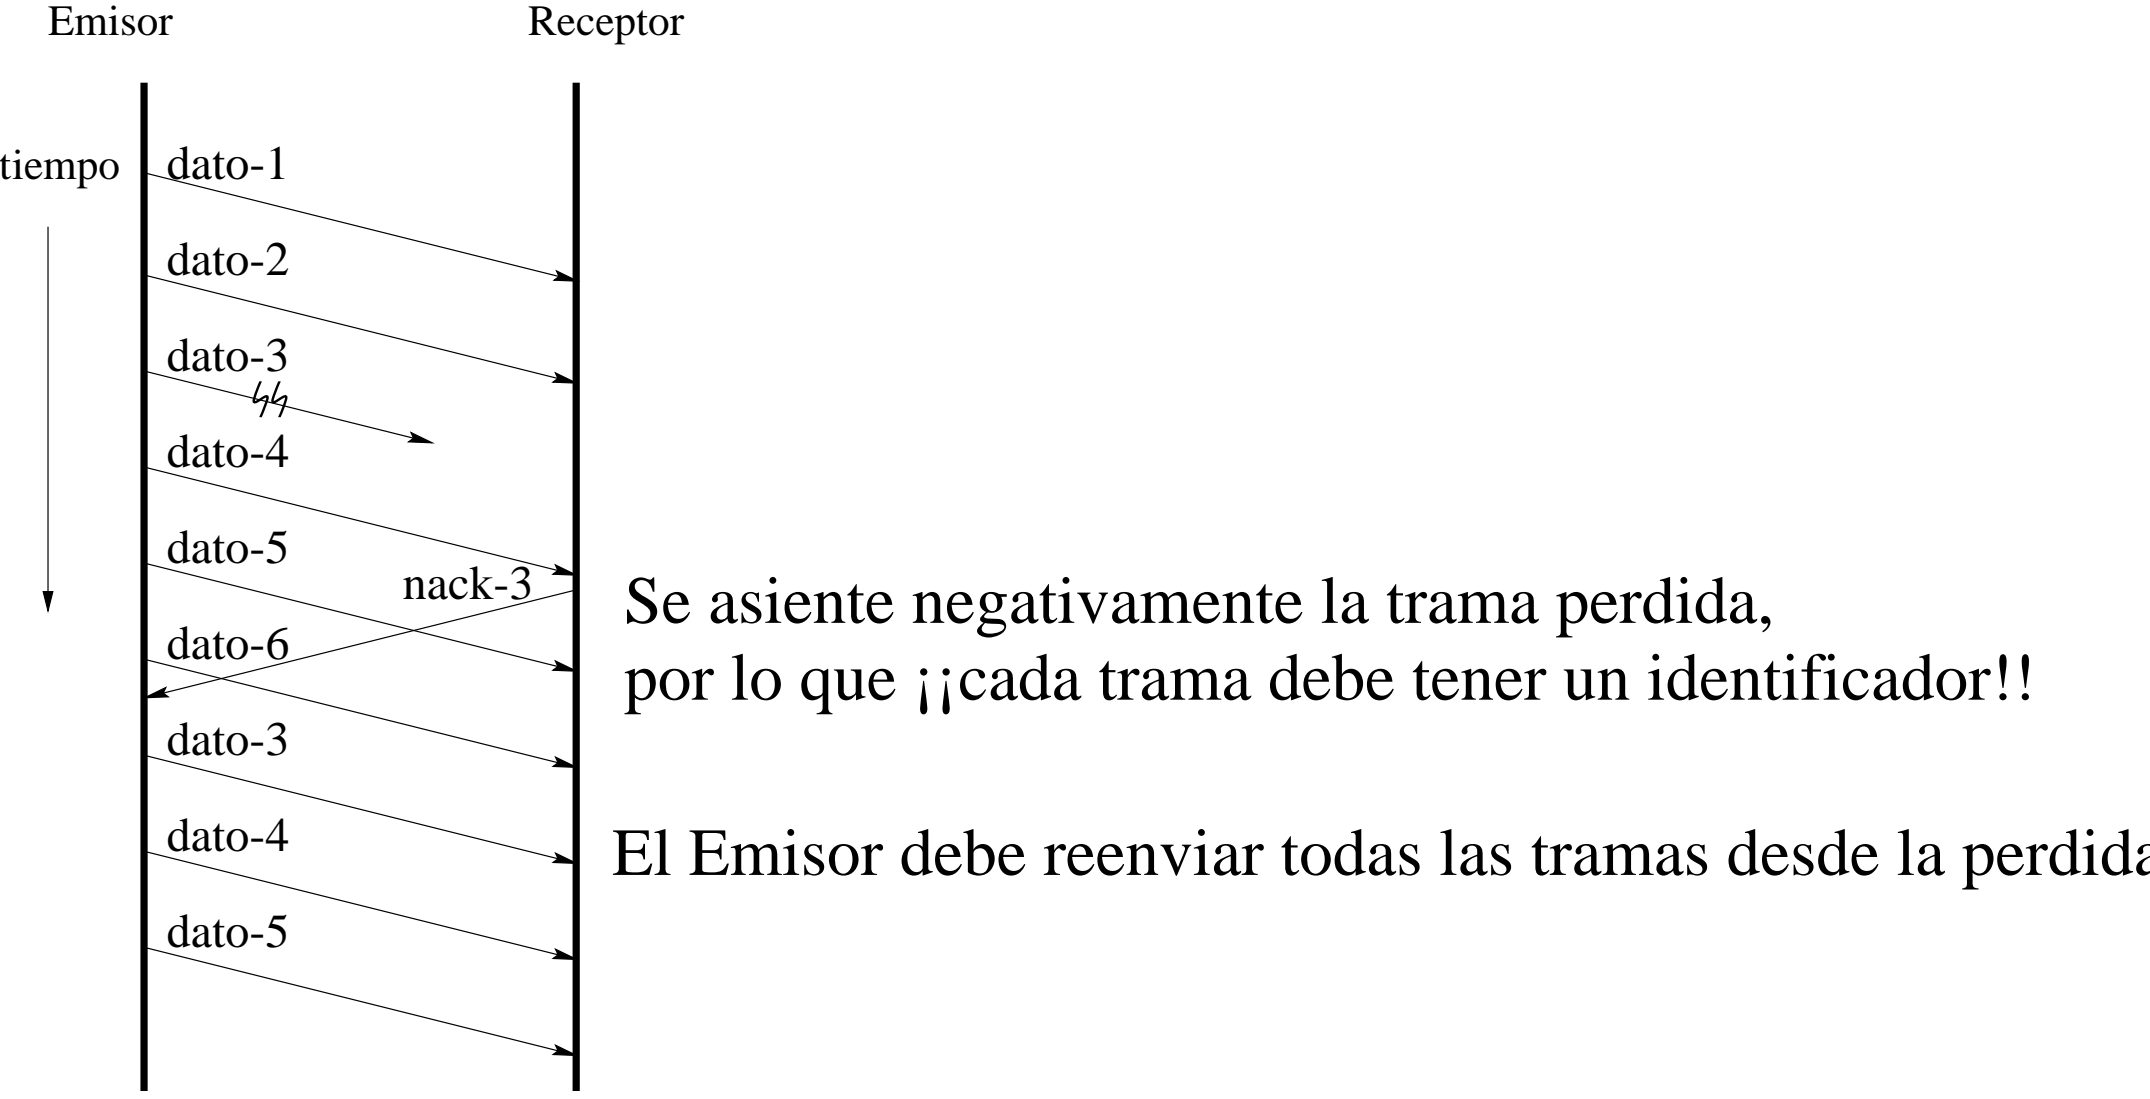 Emisor
Receptor
tiempo
dato-1
dato-2
dato-3
dato-4
dato-5
nack-3
Se asiente negativamente la trama perdida,
por lo que ¡¡cada trama debe tener un identificador!!
dato-6
dato-3
dato-4
El Emisor debe reenviar todas las tramas desde la perdida
dato-5